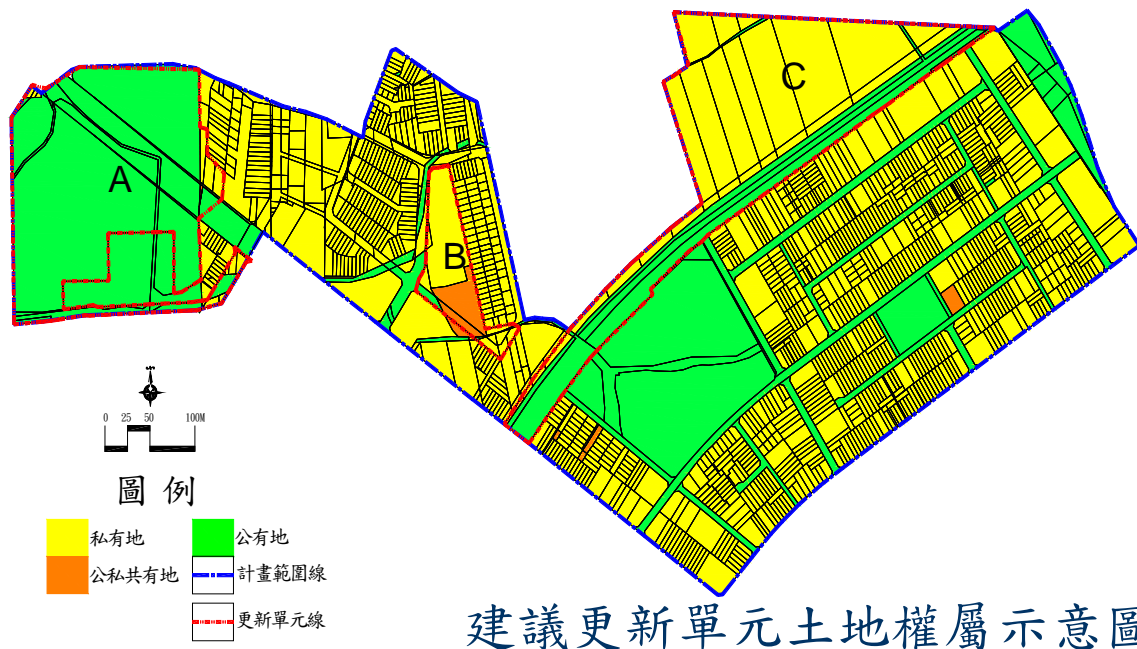 A
B
C
0 25 50 100M
圖 例
私有地 公有地
公私共有地 計畫範圍線
更新單元線
建議更新單元土地權屬示意圖